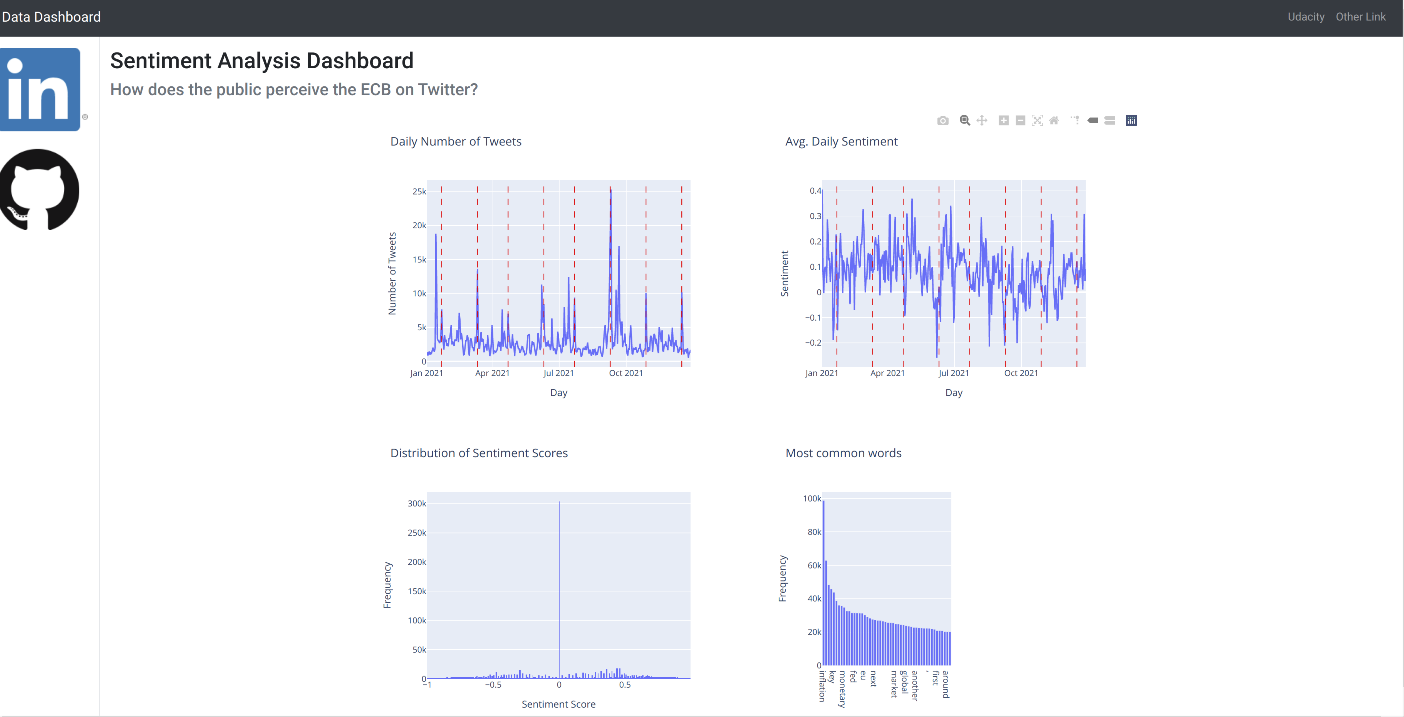 Data Dashboard
Udacity Other Link
in
Sentiment Analysis Dashboard
How does the public perceive the ECB on Twitter?
Daily Number of Tweets
Number of Tweets
25k
20k
15k
10k
5k
0
Jan 2021 Apr 2021 Jul 2021 Oct 2021
Day
Avg. Daily Sentiment
Sentiment
0.4
0.3
0.2
0.1
0
−0.1
−0.2
Jan 2021 Apr 2021 Jul 2021 Oct 2021
Day
Distribution of Sentiment Scores
Frequency
300k
250k
200k
150k
100k
50k
0
−1 −0.5 0 0.5
Sentiment Score
Most common words
Frequency
100k
80k
60k
40k
20k
0
inflation
key
monetary
fed
eu
next
market
global
another
first
around